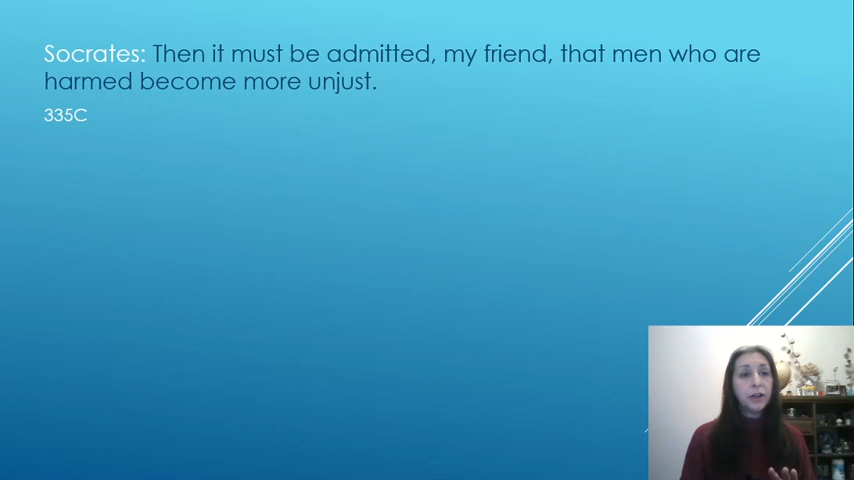 Socrates: Then it must be admitted, my friend, that men who are
harmed become more unjust.
335C